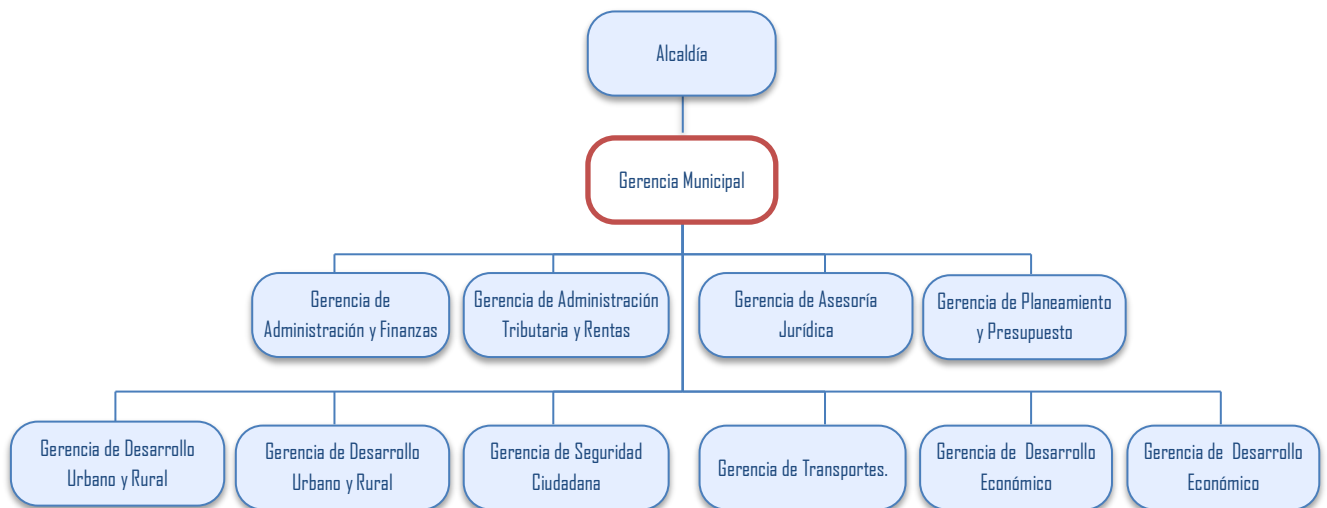 Alcaldía
Gerencia Municipal
Gerencia de
Administración y Finanzas
Gerencia de Administración
Tributaria y Rentas
Gerencia de Asesoría
Jurídica
Gerencia de Planeamiento
y Presupuesto
Gerencia de Desarrollo
Urbano y Rural
Gerencia de Desarrollo
Urbano y Rural
Gerencia de Seguridad
Ciudadana
Gerencia de Transportes.
Gerencia de Desarrollo
Económico
Gerencia de Desarrollo
Económico